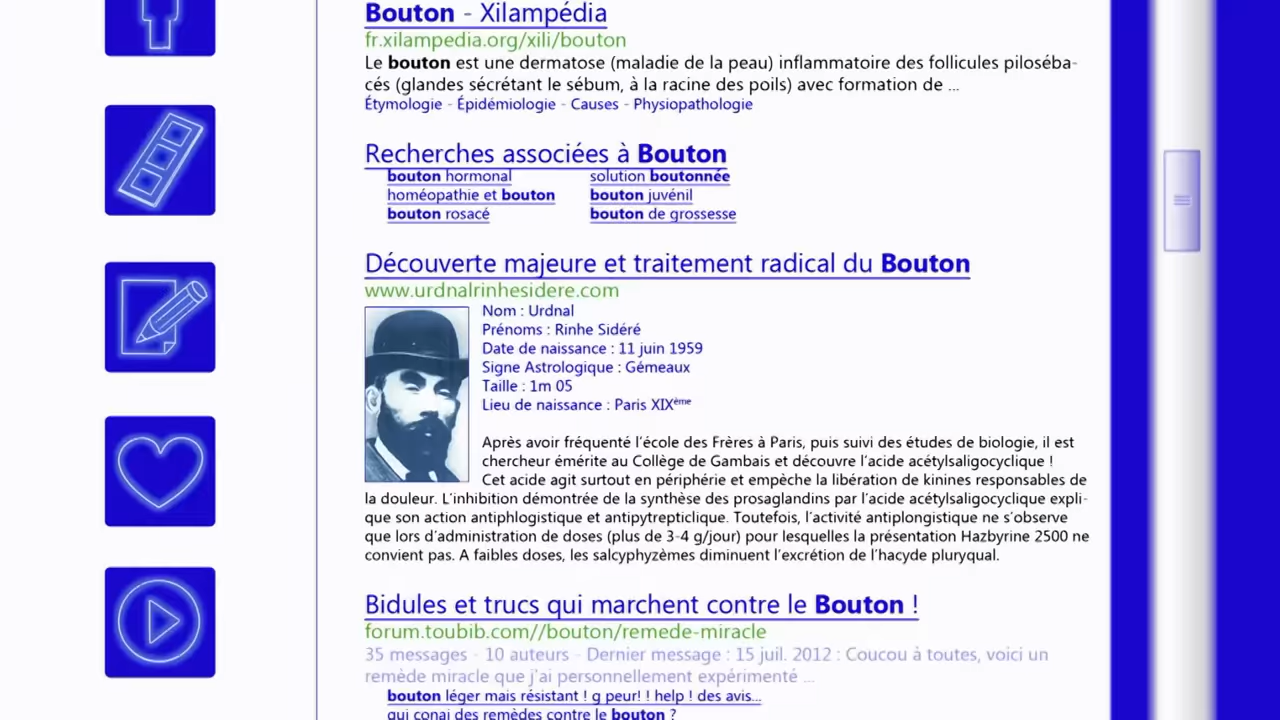 Bouton - Xilampédia
fr.xilampedia.org/xili/bouton
Le bouton est une dermatose (maladie de la peau) inflammatoire des follicules piloséba-
cés (glandes sécrétant le sébum, à la racine des poils) avec formation de ...
Étymologie - Épidémiologie - Causes - Physiopathologie
Recherches associées à Bouton
bouton hormonal solution boutonnée
homéopathie et bouton bouton juvénil
bouton rosacé bouton de grossesse
Découverte majeure et traitement radical du Bouton
www.urdnalrinhesidere.com
Nom : Urdnal
Prénoms : Rinhe Sidéré
Date de naissance : 11 juin 1959
Signe Astrologique : Gémeaux
Taille : 1m 05
Lieu de naissance : Paris XIXème
Après avoir fréquenté l'école des Frères à Paris, puis suivi des études de biologie, il est
chercheur émérite au Collège de Gambais et découvre l'acide acétylsaligocyclique !
Cet acide agit surtout en périphérie et empèche la libération de kinines responsables de
la douleur. L'inhibition démontrée de la synthèse des prosaglandins par l'acide acétylsaligocyclique expli-
que son action antiphlogistique et antipytrepticlique. Toutefois, l'activité antiplongistique ne s'observe
que lors d'administration de doses (plus de 3-4 g/jour) pour lesquelles la présentation Hazbyrine 2500 ne
convient pas. A faibles doses, les salcyphyzèmes diminuent l'excrétion de l'hacyde pluryqual.
Bidules et trucs qui marchent contre le Bouton !
forum.toubib.com//bouton/remede-miracle
35 messages - 10 auteurs - Dernier message : 15 juil. 2012 : Coucou à toutes, voici un
remède miracle que j'ai personnellement expérimenté ...
bouton léger mais résistant ! g peur! ! help ! des avis...
qui conai des remèdes contre le bouton ?